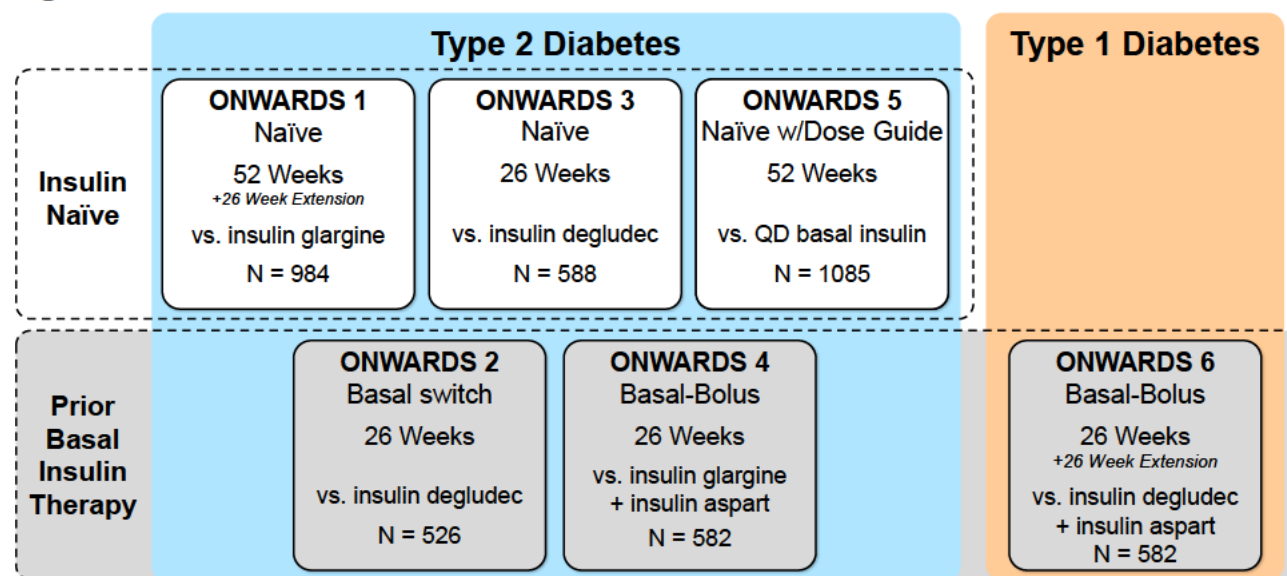 Type 2 Diabetes
Type 1 Diabetes
Insulin
Naïve
ONWARDS 1
Naïve
52 Weeks
+26 Week Extension
vs. insulin glargine
N = 984
ONWARDS 3
Naïve
26 Weeks
vs. insulin degludec
N = 588
ONWARDS 5
Naïve w/Dose Guide
52 Weeks
vs. QD basal insulin
N = 1085
Prior
Basal
Insulin
Therapy
ONWARDS 2
Basal switch
26 Weeks
vs. insulin degludec
N = 526
ONWARDS 4
Basal-Bolus
26 Weeks
vs. insulin glargine
+ insulin aspart
N = 582
ONWARDS 6
Basal-Bolus
26 Weeks
+26 Week Extension
vs. insulin degludec
+ insulin aspart
N = 582